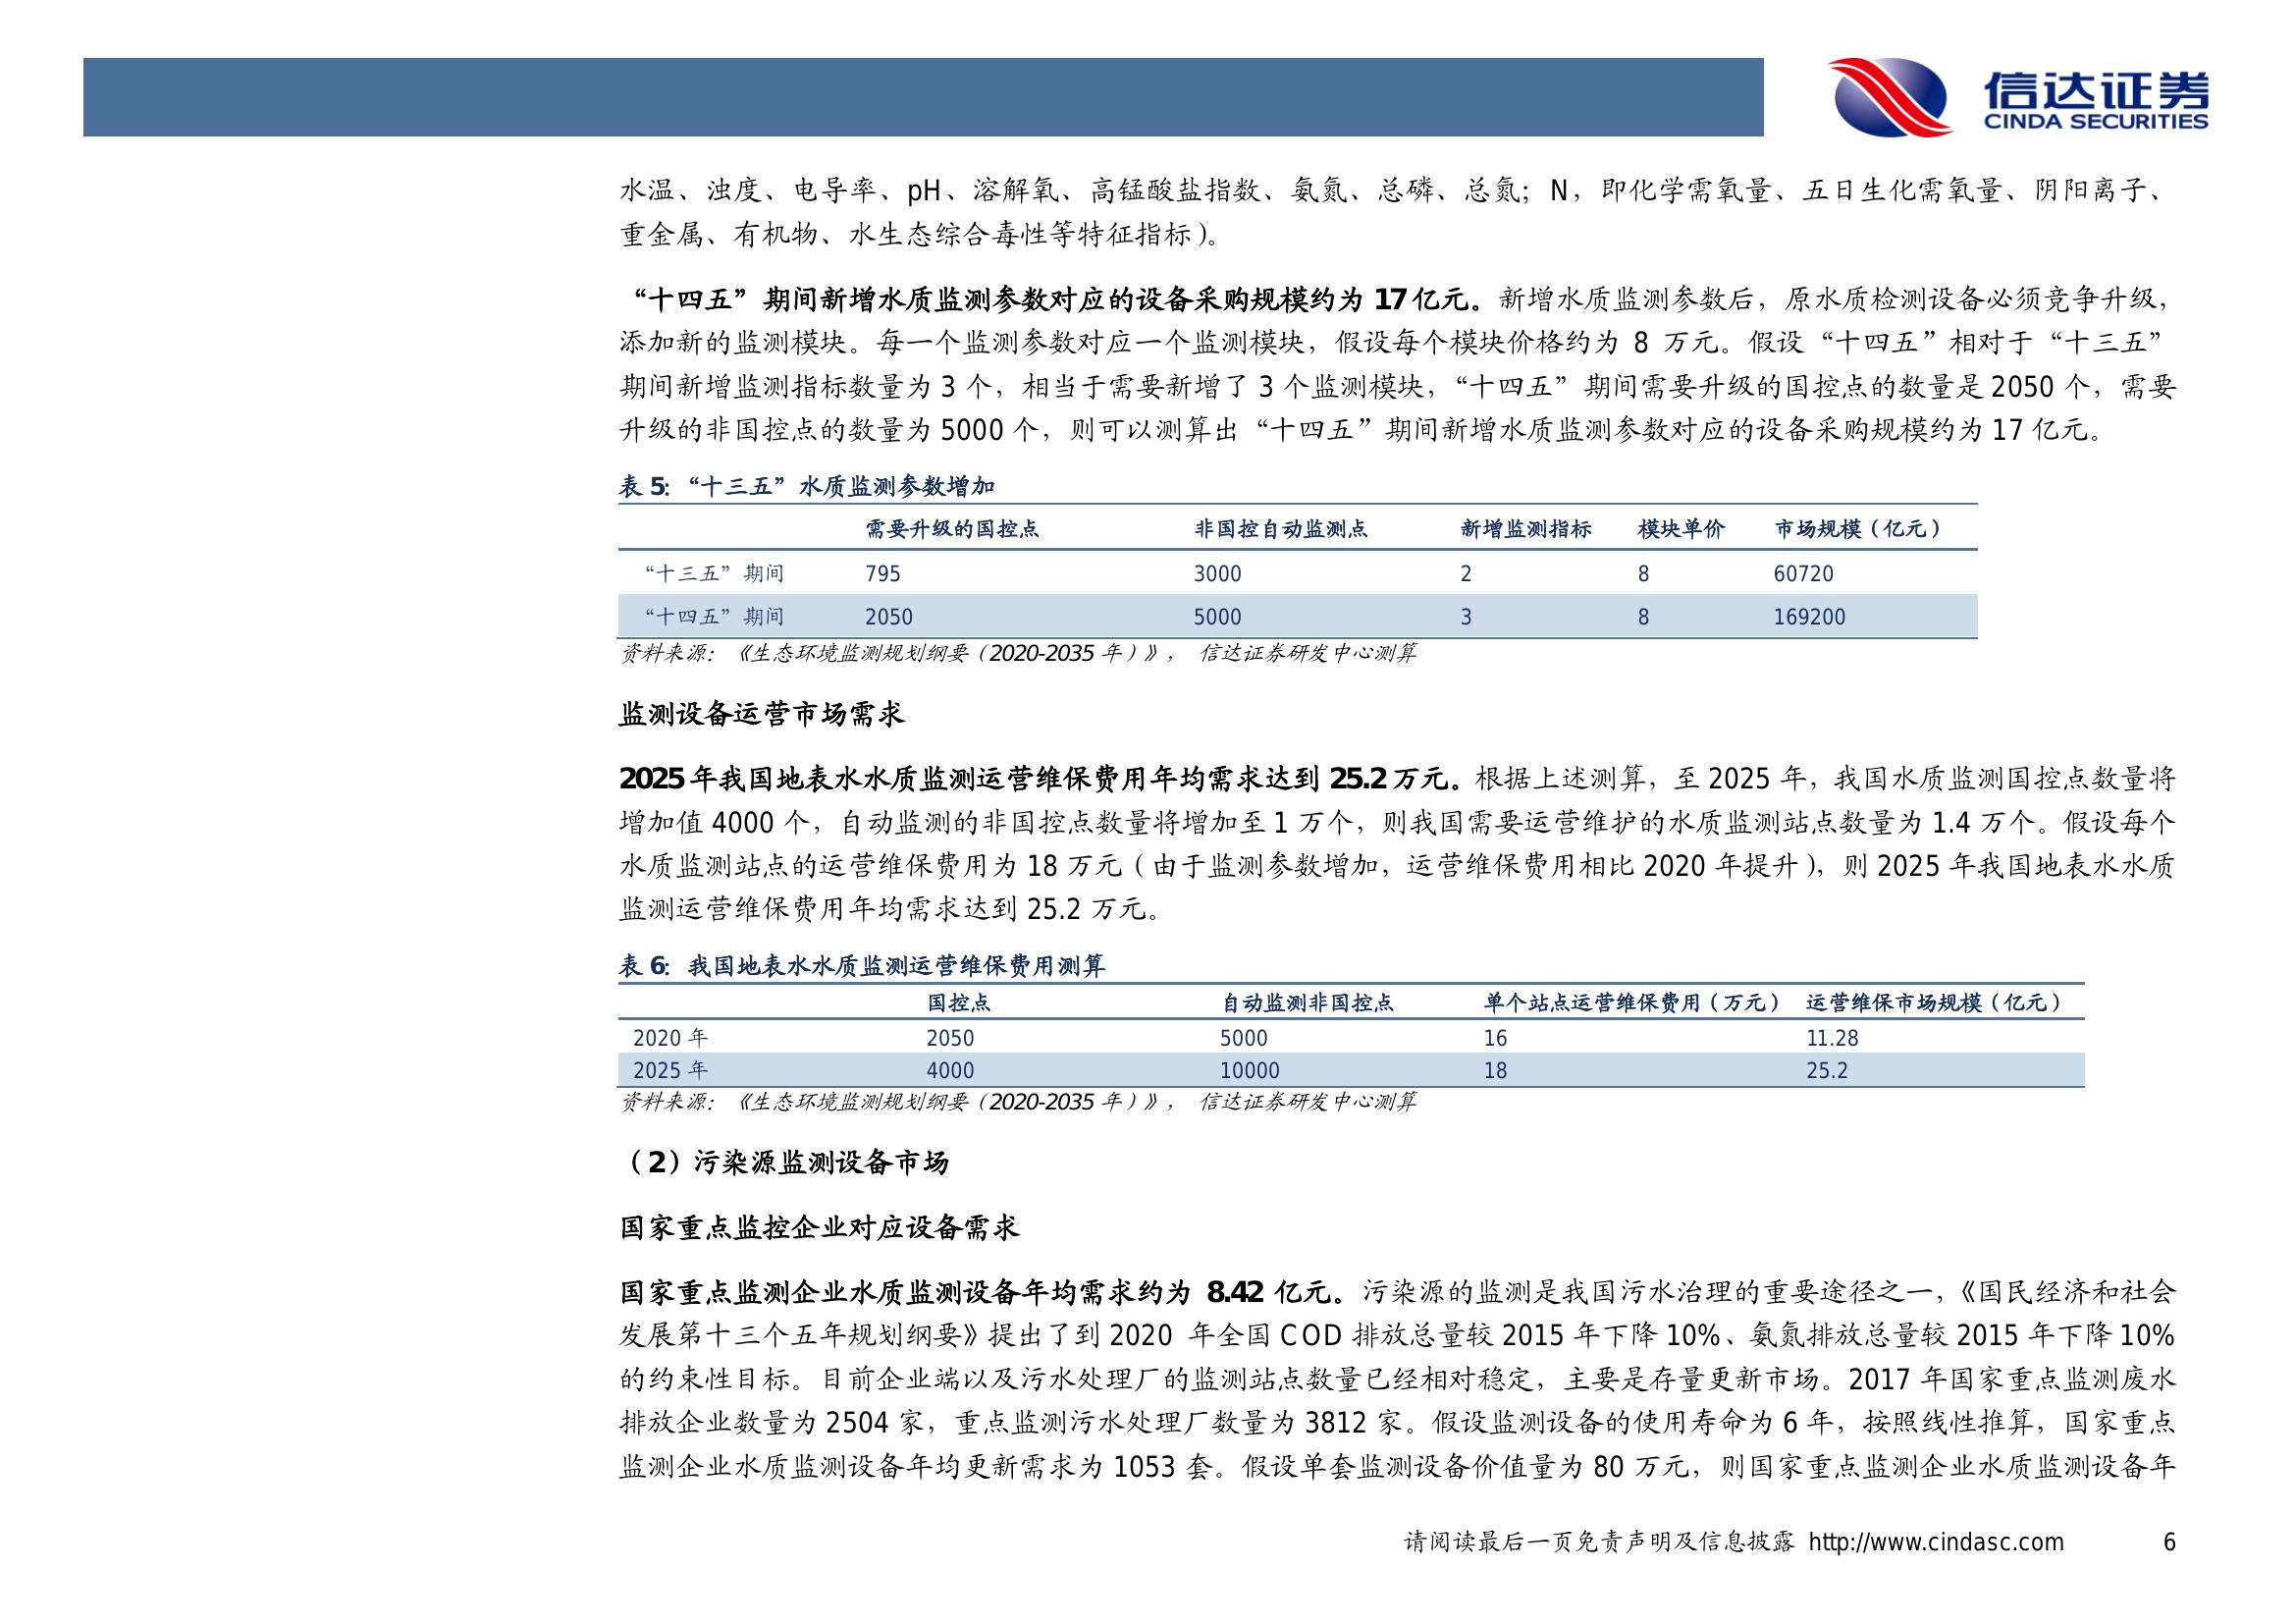 信达证券
CINDA SECURITIES
水温、浊度、电导率、pH、溶解氧、高锰酸盐指数、氨氮、总磷、总氮；N，即化学需氧量、五日生化需氧量、阴阳离子、
重金属、有机物、水生态综合毒性等特征指标）。
“十四五”期间新增水质监测参数对应的设备采购规模约为 17 亿元。新增水质监测参数后，原水质检测设备必须竞争升级，
添加新的监测模块。每一个监测参数对应一个监测模块，假设每个模块价格约为 8 万元。假设“十四五”相对于“十三五”
期间新增监测指标数量为 3 个，相当于需要新增了 3 个监测模块，“十四五”期间需要升级的国控点的数量是 2050 个，需要
升级的非国控点的数量为 5000 个，则可以测算出“十四五”期间新增水质监测参数对应的设备采购规模约为 17 亿元。
表 5：“十三五”水质监测参数增加
需要升级的国控点 非国控自动监测点 新增监测指标 模块单价 市场规模（亿元）
“十三五”期间 795 3000 2 8 60720
“十四五”期间 2050 5000 3 8 169200
资料来源：《生态环境监测规划纲要（2020-2035 年）》， 信达证券研发中心测算
监测设备运营市场需求
2025 年我国地表水水质监测运营维保费用年均需求达到 25.2 万元。根据上述测算，至 2025 年，我国水质监测国控点数量将
增加值 4000 个，自动监测的非国控点数量将增加至 1 万个，则我国需要运营维护的水质监测站点数量为 1.4 万个。假设每个
水质监测站点的运营维保费用为 18 万元（由于监测参数增加，运营维保费用相比 2020 年提升），则 2025 年我国地表水水质
监测运营维保费用年均需求达到 25.2 万元。
表 6：我国地表水水质监测运营维保费用测算
国控点 自动监测非国控点 单个站点运营维保费用（万元） 运营维保市场规模（亿元）
2020 年 2050 5000 16 11.28
2025 年 4000 10000 18 25.2
资料来源：《生态环境监测规划纲要（2020-2035 年）》， 信达证券研发中心测算
（2）污染源监测设备市场
国家重点监控企业对应设备需求
国家重点监测企业水质监测设备年均需求约为 8.42 亿元。污染源的监测是我国污水治理的重要途径之一，《国民经济和社会
发展第十三个五年规划纲要》提出了到 2020 年全国 COD 排放总量较 2015 年下降 10%、氨氮排放总量较 2015 年下降 10%
的约束性目标。目前企业端以及污水处理厂的监测站点数量已经相对稳定，主要是存量更新市场。2017 年国家重点监测废水
排放企业数量为 2504 家，重点监测污水处理厂数量为 3812 家。假设监测设备的使用寿命为 6 年，按照线性推算，国家重点
监测企业水质监测设备年均更新需求为 1053 套。假设单套监测设备价值量为 80 万元，则国家重点监测企业水质监测设备年
请阅读最后一页免责声明及信息披露 http://www.cindasc.com 6